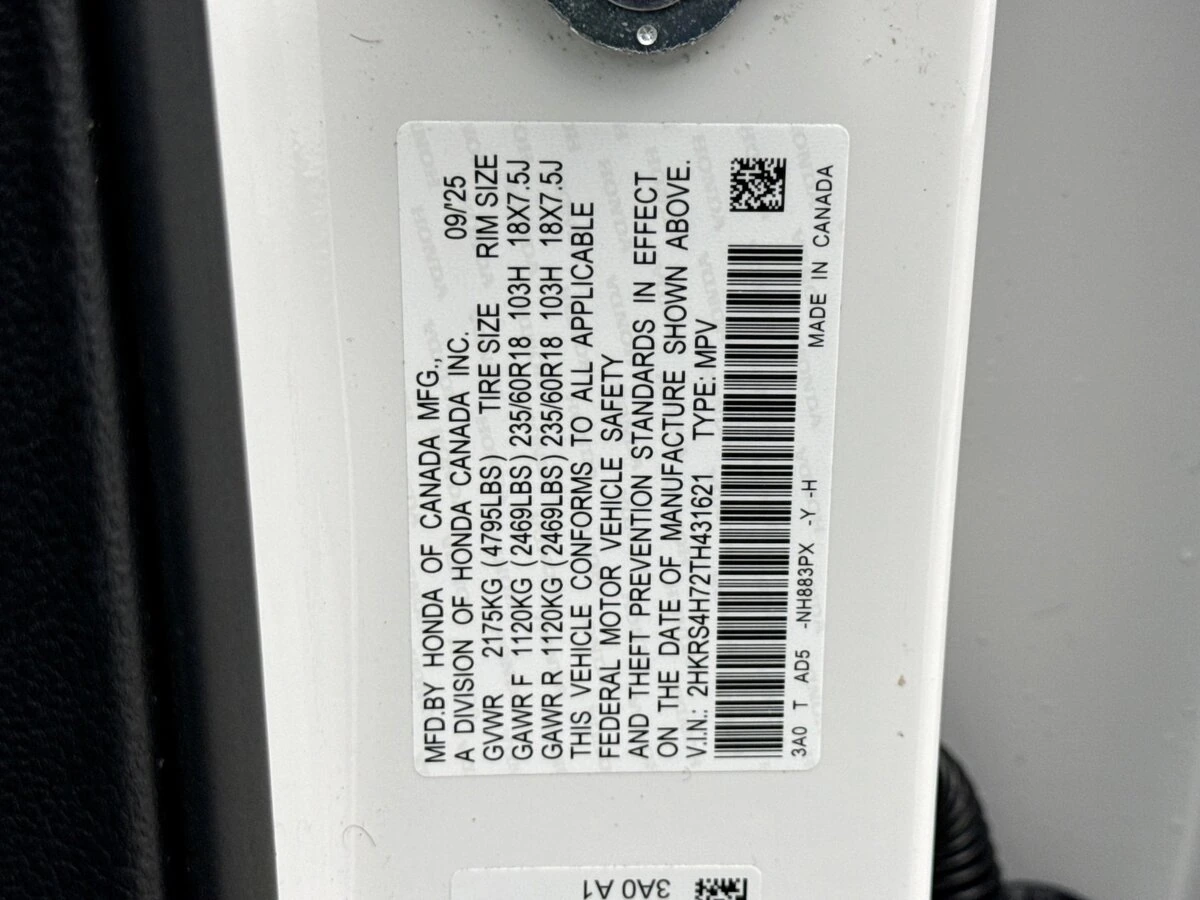 MFD.BY HONDA OF CANADA MFG.,
A DIVISION OF HONDA CANADA INC. 09/'25
GVWR 2175KG (4795LBS) TIRE SIZE RIM SIZE
GAWR F 1120KG (2469LBS) 235/60R18 103H 18X7.5J
GAWR R 1120KG (2469LBS) 235/60R18 103H 18X7.5J
THIS VEHICLE CONFORMS TO ALL APPLICABLE
FEDERAL MOTOR VEHICLE SAFETY
AND THEFT PREVENTION STANDARDS IN EFFECT
ON THE DATE OF MANUFACTURE SHOWN ABOVE.
V.I.N.: 2HKRS4H72TH431621 TYPE: MPV
3A0 T AD5 -NH883PX -Y -H MADE IN CANADA
3A0 A1